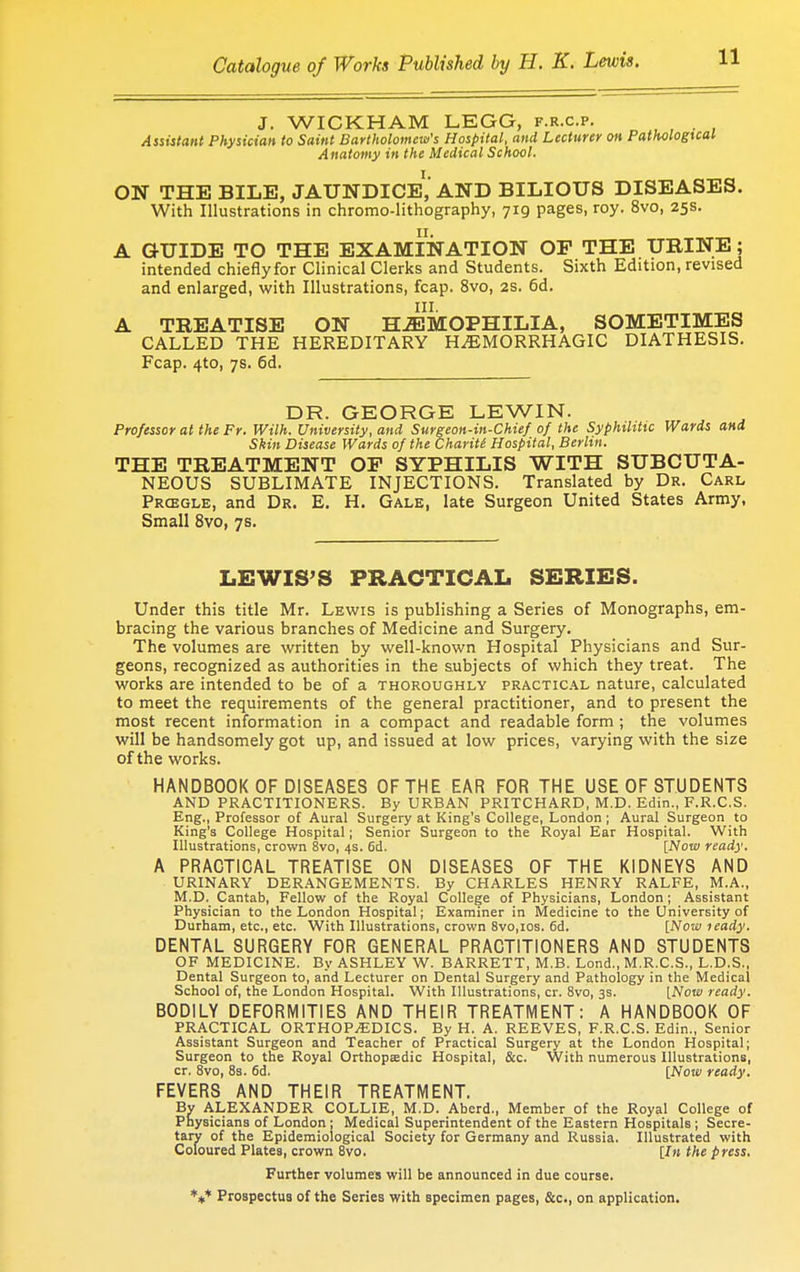 Catalogue of Works Published by H. K. Lewis. 11
J. WICKHAM LEGG, F.R.C.P.
Assistant Physician to Saint Bartholomew's Hospital, and Lecturer on Pathological
Anatomy in the Medical School.
I.
ON THE BILE, JAUNDICE, AND BILIOUS DISEASES.
With Illustrations in chromo-lithography, 719 pages, roy. 8vo, 25s.
II.
A GUIDE TO THE EXAMINATION OF THE URINE;
intended chiefly for Clinical Clerks and Students. Sixth Edition, revised
and enlarged, with Illustrations, fcap. 8vo, 2s. 6d.
III.
A TREATISE ON HÆMOPHILIA, SOMETIMES
CALLED THE HEREDITARY HÆMORRHAGIC DIATHESIS.
Fcap. 4to, 7s. 6d.
DR. GEORGE LEWIN.
Professor at the Fr. Wilh. University, and Surgeon-in-Chief of the Syphilitic Wards and
Skin Disease Wards of the Charité Hospital, Berlin.
THE TREATMENT OF SYPHILIS WITH SUBCUTA-
NEOUS SUBLIMATE INJECTIONS. Translated by Dr. Carl
Prœgle, and Dr. E. H. Gale, late Surgeon United States Army,
Small 8vo, 7s.
LEWIS'S PRACTICAL SERIES.
Under this title Mr. Lewis is publishing a Series of Monographs, em-
bracing the various branches of Medicine and Surgery.
The volumes are written by well-known Hospital Physicians and Sur-
geons, recognized as authorities in the subjects of which they treat. The
works are intended to be of a THOROUGHLY PRACTICAL nature, calculated
to meet the requirements of the general practitioner, and to present the
most recent information in a compact and readable form ; the volumes
will be handsomely got up, and issued at low prices, varying with the size
of the works.
HANDBOOK OF DISEASES OF THE EAR FOR THE USE OF STUDENTS
AND PRACTITIONERS. By URBAN PRITCHARD, M.D. Edin., F.R.C.S.
Eng., Professor of Aural Surgery at King's College, London ; Aural Surgeon to
King's College Hospital ; Senior Surgeon to the Royal Ear Hospital. With
Illustrations, crown 8vo, 4s. 6d. [Now ready.
A PRACTICAL TREATISE ON DISEASES OF THE KIDNEYS AND
URINARY DERANGEMENTS. By CHARLES HENRY RALFE, M.A.,
M.D. Cantab, Fellow of the Royal College of Physicians, London ; Assistant
Physician to the London Hospital ; Examiner in Medicine to the University of
Durham, etc., etc. With Illustrations, crown 8vo,10s. 6d. [Now ready.
DENTAL SURGERY FOR GENERAL PRACTITIONERS AND STUDENTS
OF MEDICINE. By ASHLEY W. BARRETT, M.B. Lond., M.R.C.S., L.D.S.,
Dental Surgeon to, and Lecturer on Dental Surgery and Pathology in the Medical
School of, the London Hospital. With Illustrations, cr. 8vo, 3s. [Now ready.
BODILY DEFORMITIES AND THEIR TREATMENT: A HANDBOOK OF
PRACTICAL ORTHOPÆDICS. By H. A. REEVES, F.R.C.S. Edin., Senior
Assistant Surgeon and Teacher of Practical Surgery at the London Hospital;
Surgeon to the Royal Orthopædic Hospital, &c. With numerous Illustrations,
cr. 8vo, 8s. 6d. [Now ready.
FEVERS AND THEIR TREATMENT.
By ALEXANDER COLLIE, M.D. Aberd., Member of the Royal College of
Physicians of London ; Medical Superintendent of the Eastern Hospitals ; Secre-
tary of the Epidemiological Society for Germany and Russia. Illustrated with
Coloured Plates, crown 8vo. [In the press.
Further volumes will be announced in due course.
*⁎* Prospectus of the Series with specimen pages, &c., on application.